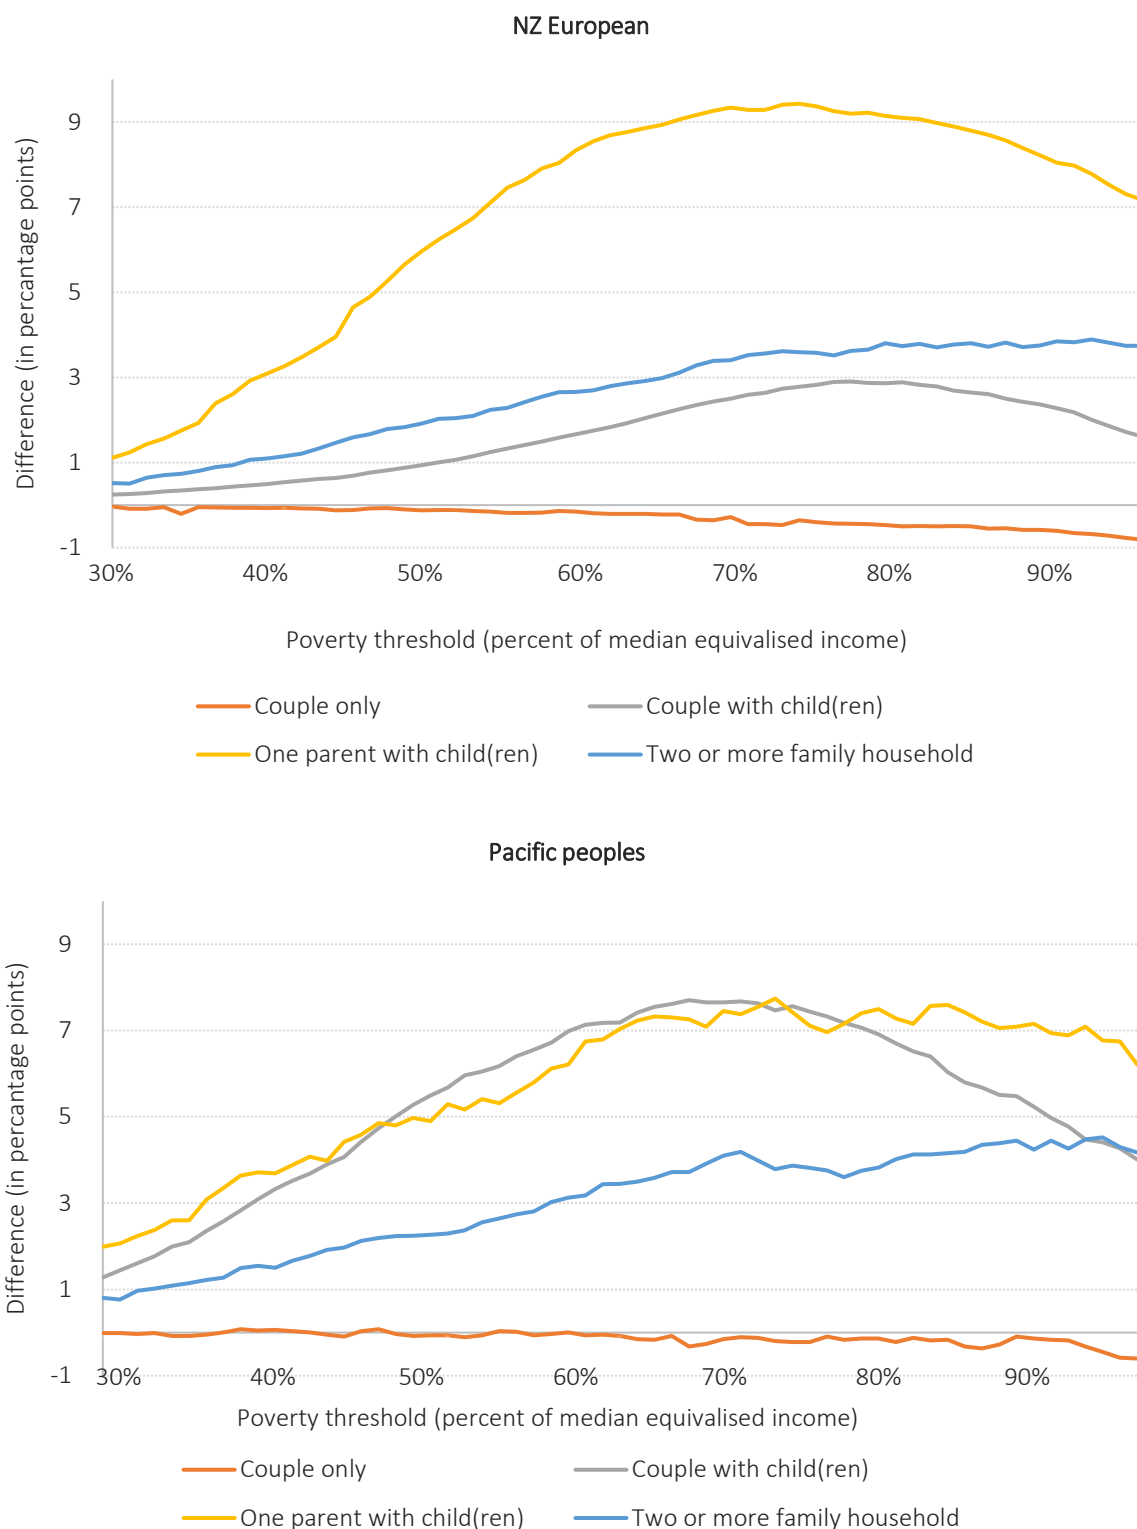 NZ European
Difference (in percantage points)
9
7
5
3
1
-1
30% 40% 50% 60% 70% 80% 90%
Poverty threshold (percent of median equivalised income)
Couple only Couple with child(ren)
One parent with child(ren) Two or more family household
Pacific peoples
Difference (in percantage points)
9
7
5
3
1
-1
30% 40% 50% 60% 70% 80% 90%
Poverty threshold (percent of median equivalised income)
Couple only Couple with child(ren)
One parent with child(ren) Two or more family household